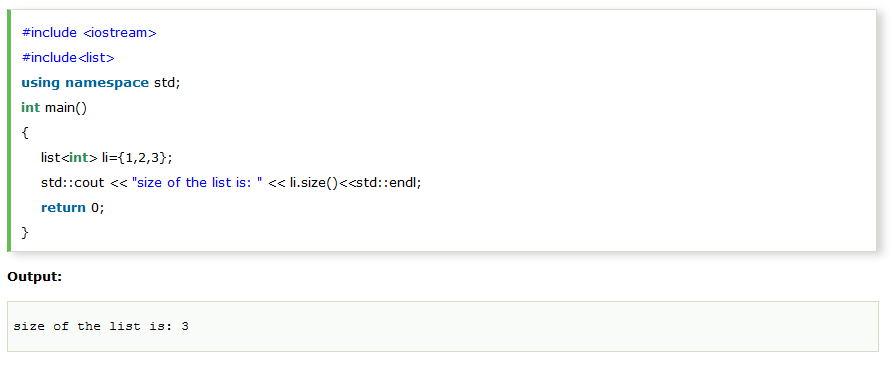 #include <iostream>
#include<list>
using namespace std;
int main()
{
list<int> li={1,2,3};
std::cout << "size of the list is: " << li.size()<<std::endl;
return 0;
}
Output:
size of the list is: 3